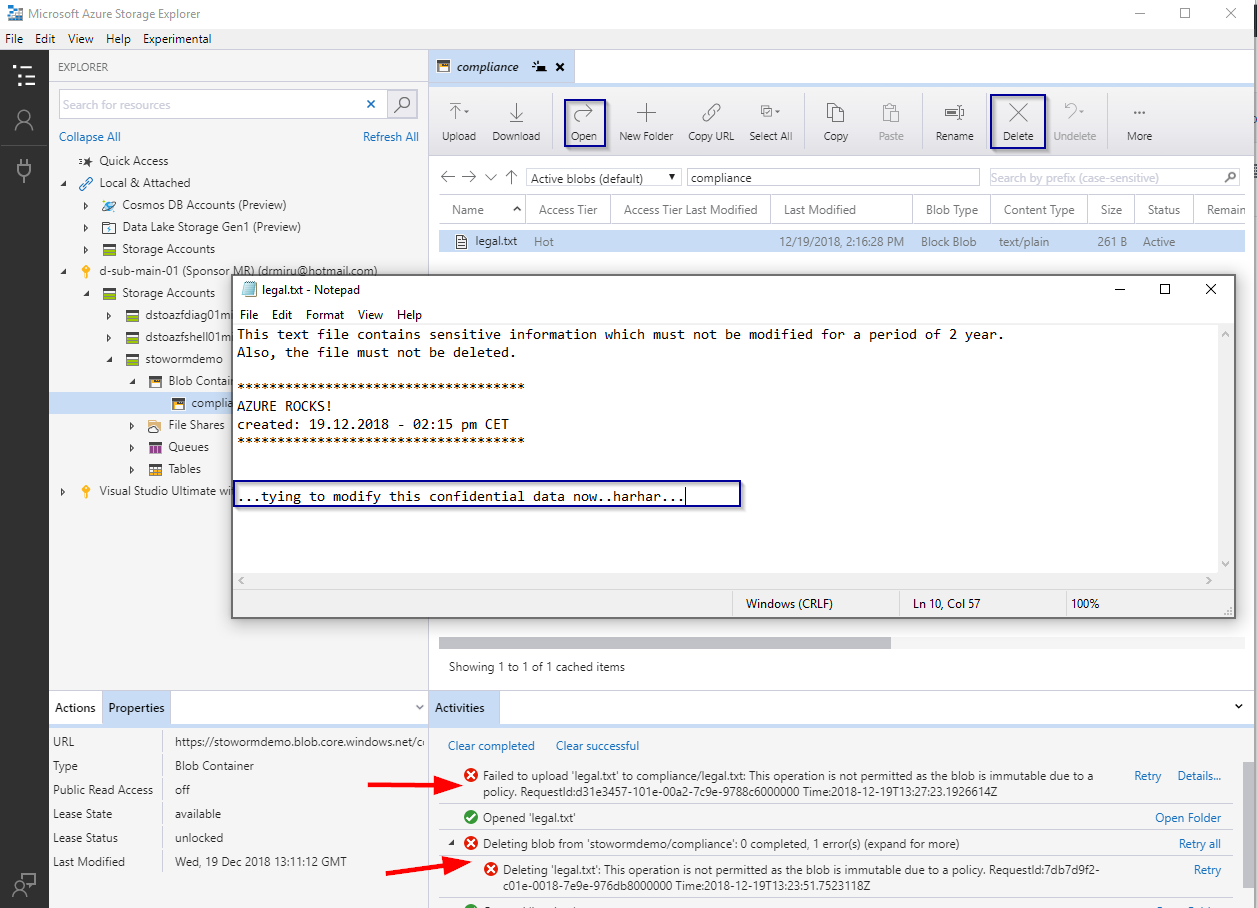 Microsoft Azure Storage Explorer
File Edit View Help Experimental
EXPLORER
Search for resources
Collapse All Refresh All
Quick Access
Local & Attached
Cosmos DB Accounts (Preview)
Data Lake Storage Gen1 (Preview)
Storage Accounts
d-sub-main-01 (Sponsor MR) (drmiru@hotmail.com)
Storage Accounts
dstoazfdiag01mi
dstoazfshell01mi
stowormdemo
Blob Contai
complia
File Shares
Queues
Tables
Visual Studio Ultimate wi
compliance
Upload Download Open New Folder Copy URL Select All Copy Paste Rename Delete Undelete More
Active blobs (default) compliance Search by prefix (case-sensitive)
Name Access Tier Access Tier Last Modified Last Modified Blob Type Content Type Size Status Remain
legal.txt Hot 12/19/2018, 2:16:28 PM Block Blob text/plain 261 B Active
legal.txt - Notepad
File Edit Format View Help
This text file contains sensitive information which must not be modified for a period of 2 year.
Also, the file must not be deleted.
************************************
AZURE ROCKS!
created: 19.12.2018 - 02:15 pm CET
************************************
...tying to modify this confidential data now..harhar...
Windows (CRLF) Ln 10, Col 57 100%
Showing 1 to 1 of 1 cached items
Actions Properties
URL https://stowormdemo.blob.core.windows.net/c
Type Blob Container
Public Read Access off
Lease State available
Lease Status unlocked
Last Modified Wed, 19 Dec 2018 13:11:12 GMT
Activities
Clear completed Clear successful
Failed to upload 'legal.txt' to compliance/legal.txt: This operation is not permitted as the blob is immutable due to a Retry Details...
policy. RequestId:d31e3457-101e-00a2-7c9e-9788c6000000 Time:2018-12-19T13:27:23.1926614Z
Opened 'legal.txt' Open Folder
Deleting blob from 'stowormdemo/compliance': 0 completed, 1 error(s) (expand for more) Retry all
Deleting 'legal.txt': This operation is not permitted as the blob is immutable due to a policy. RequestId:7db7d9f2- Retry
c01e-0018-7e9e-976db8000000 Time:2018-12-19T13:23:51.7523118Z